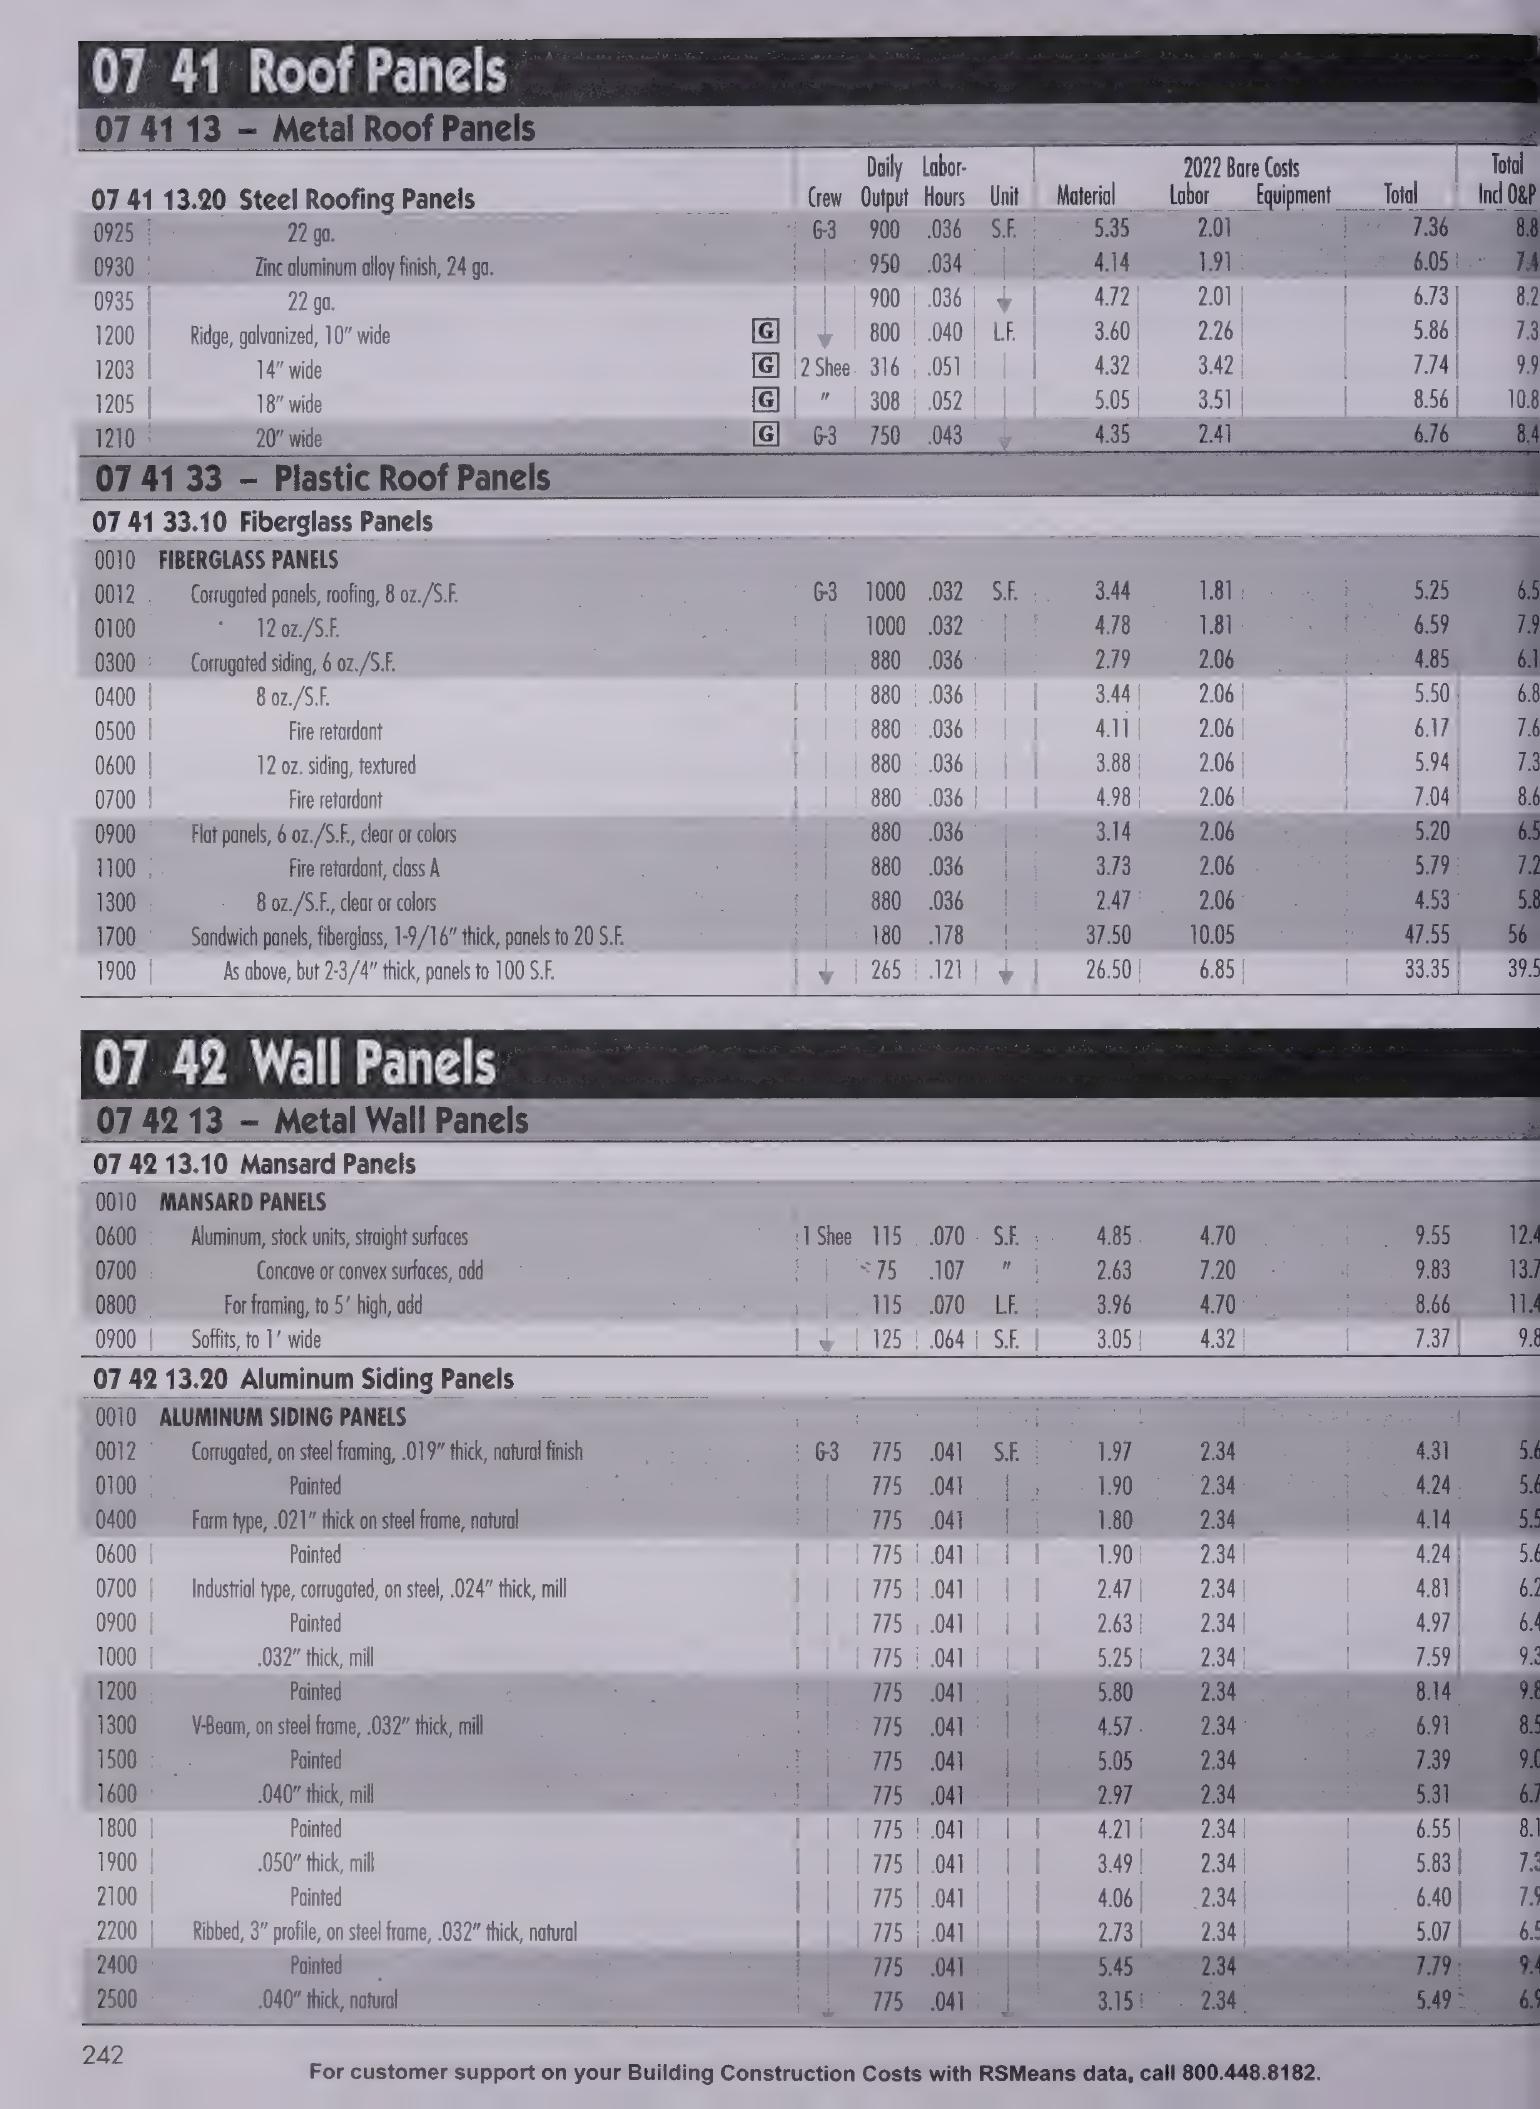 07 41 Roof Panels
07 41 13 – Metal Roof Panels
Daily Labor- 2022 Bare Costs Total
07 41 13.20 Steel Roofing Panels Crew Output Hours Unit Material Labor Equipment Total Incl O&P
0925 22 ga. G-3 900 .036 S.F. 5.35 2.01 7.36 8.8
0930 Zinc aluminum alloy finish, 24 ga. 950 .034 4.14 1.91 6.05 7.4
0935 22 ga. 900 .036 4.72 2.01 6.73 8.2
1200 Ridge, galvanized, 10" wide G 800 .040 L.F. 3.60 2.26 5.86 7.3
1203 14" wide G 2 Shee 316 .051 4.32 3.42 7.74 9.9
1205 18" wide G " 308 .052 5.05 3.51 8.56 10.8
1210 20" wide G G-3 750 .043 4.35 2.41 6.76 8.4
07 41 33 – Plastic Roof Panels
07 41 33.10 Fiberglass Panels
0010 FIBERGLASS PANELS
0012 Corrugated panels, roofing, 8 oz./S.F. G-3 1000 .032 S.F. 3.44 1.81 5.25 6.5
0100 12 oz./S.F. 1000 .032 4.78 1.81 6.59 7.9
0300 Corrugated siding, 6 oz./S.F. 880 .036 2.79 2.06 4.85 6.1
0400 8 oz./S.F. 880 .036 3.44 2.06 5.50 6.8
0500 Fire retardant 880 .036 4.11 2.06 6.17 7.6
0600 12 oz. siding, textured 880 .036 3.88 2.06 5.94 7.3
0700 Fire retardant 880 .036 4.98 2.06 7.04 8.6
0900 Flat panels, 6 oz./S.F., clear or colors 880 .036 3.14 2.06 5.20 6.5
1100 Fire retardant, class A 880 .036 3.73 2.06 5.79 7.2
1300 8 oz./S.F., clear or colors 880 .036 2.47 2.06 4.53 5.8
1700 Sandwich panels, fiberglass, 1-9/16" thick, panels to 20 S.F. 180 .178 37.50 10.05 47.55 56
1900 As above, but 2-3/4" thick, panels to 100 S.F. 265 .121 26.50 6.85 33.35 39.5
07 42 Wall Panels
07 42 13 – Metal Wall Panels
07 42 13.10 Mansard Panels
0010 MANSARD PANELS
0600 Aluminum, stock units, straight surfaces 1 Shee 115 .070 S.F. 4.85 4.70 9.55 12.4
0700 Concave or convex surfaces, add 75 .107 " 2.63 7.20 9.83 13.7
0800 For framing, to 5' high, add 115 .070 L.F. 3.96 4.70 8.66 11.4
0900 Soffits, to 1' wide 125 .064 S.F. 3.05 4.32 7.37 9.8
07 42 13.20 Aluminum Siding Panels
0010 ALUMINUM SIDING PANELS
0012 Corrugated, on steel framing, .019" thick, natural finish G-3 775 .041 S.F. 1.97 2.34 4.31 5.6
0100 Painted 775 .041 1.90 2.34 4.24 5.6
0400 Farm type, .021" thick on steel frame, natural 775 .041 1.80 2.34 4.14 5.5
0600 Painted 775 .041 1.90 2.34 4.24 5.6
0700 Industrial type, corrugated, on steel, .024" thick, mill 775 .041 2.47 2.34 4.81 6.2
0900 Painted 775 .041 2.63 2.34 4.97 6.4
1000 .032" thick, mill 775 .041 5.25 2.34 7.59 9.3
1200 Painted 775 .041 5.80 2.34 8.14 9.8
1300 V-Beam, on steel frame, .032" thick, mill 775 .041 4.57 2.34 6.91 8.5
1500 Painted 775 .041 5.05 2.34 7.39 9.0
1600 .040" thick, mill 775 .041 2.97 2.34 5.31 6.7
1800 Painted 775 .041 4.21 2.34 6.55 8.1
1900 .050" thick, mill 775 .041 3.49 2.34 5.83 7.3
2100 Painted 775 .041 4.06 2.34 6.40 7.9
2200 Ribbed, 3" profile, on steel frame, .032" thick, natural 775 .041 2.73 2.34 5.07 6.5
2400 Painted 775 .041 5.45 2.34 7.79 9.4
2500 .040" thick, natural 775 .041 3.15 2.34 5.49 6.9
242
For customer support on your Building Construction Costs with RSMeans data, call 800.448.8182.